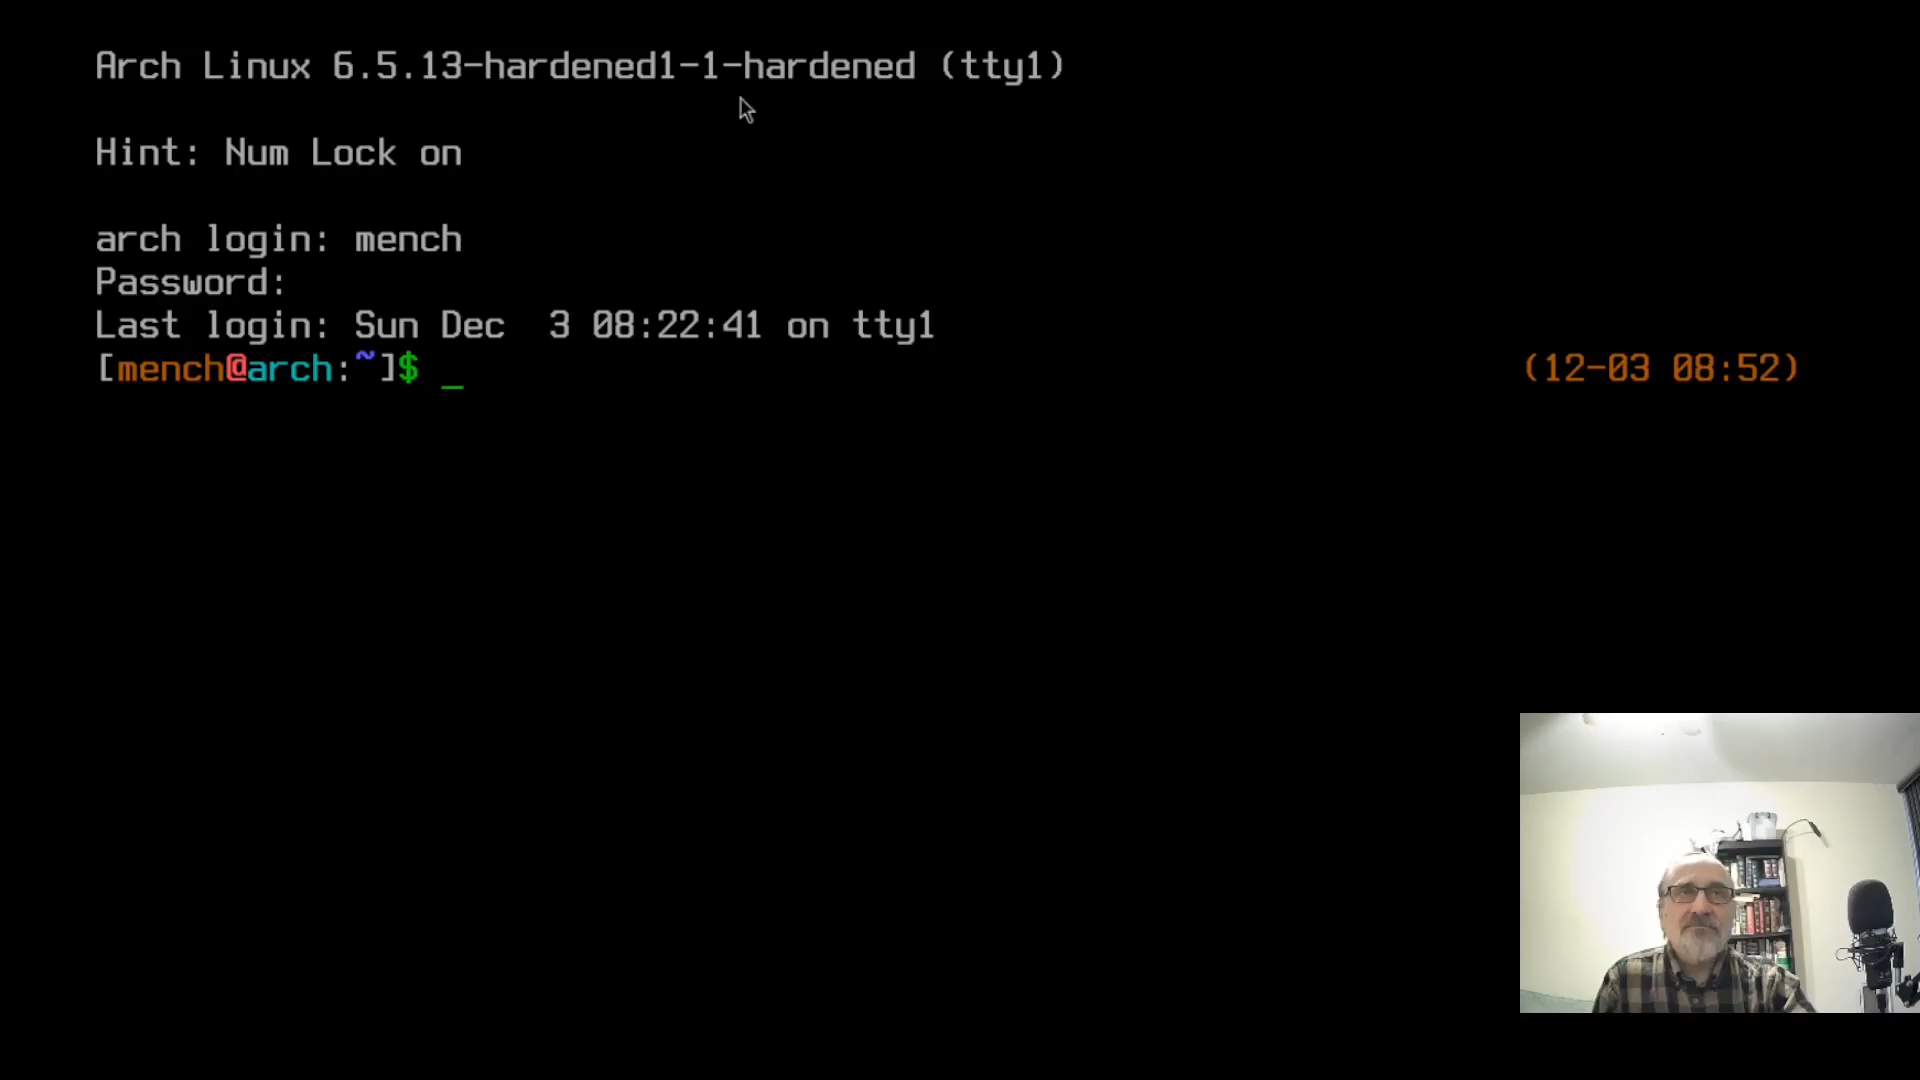 Arch Linux 6.5.13-hardened1-1-hardened (tty1)
Hint: Num Lock on
arch login: mench
Password:
Last login: Sun Dec  3 08:22:41 on tty1
[mench@arch:~]$ _ (12-03 08:52)